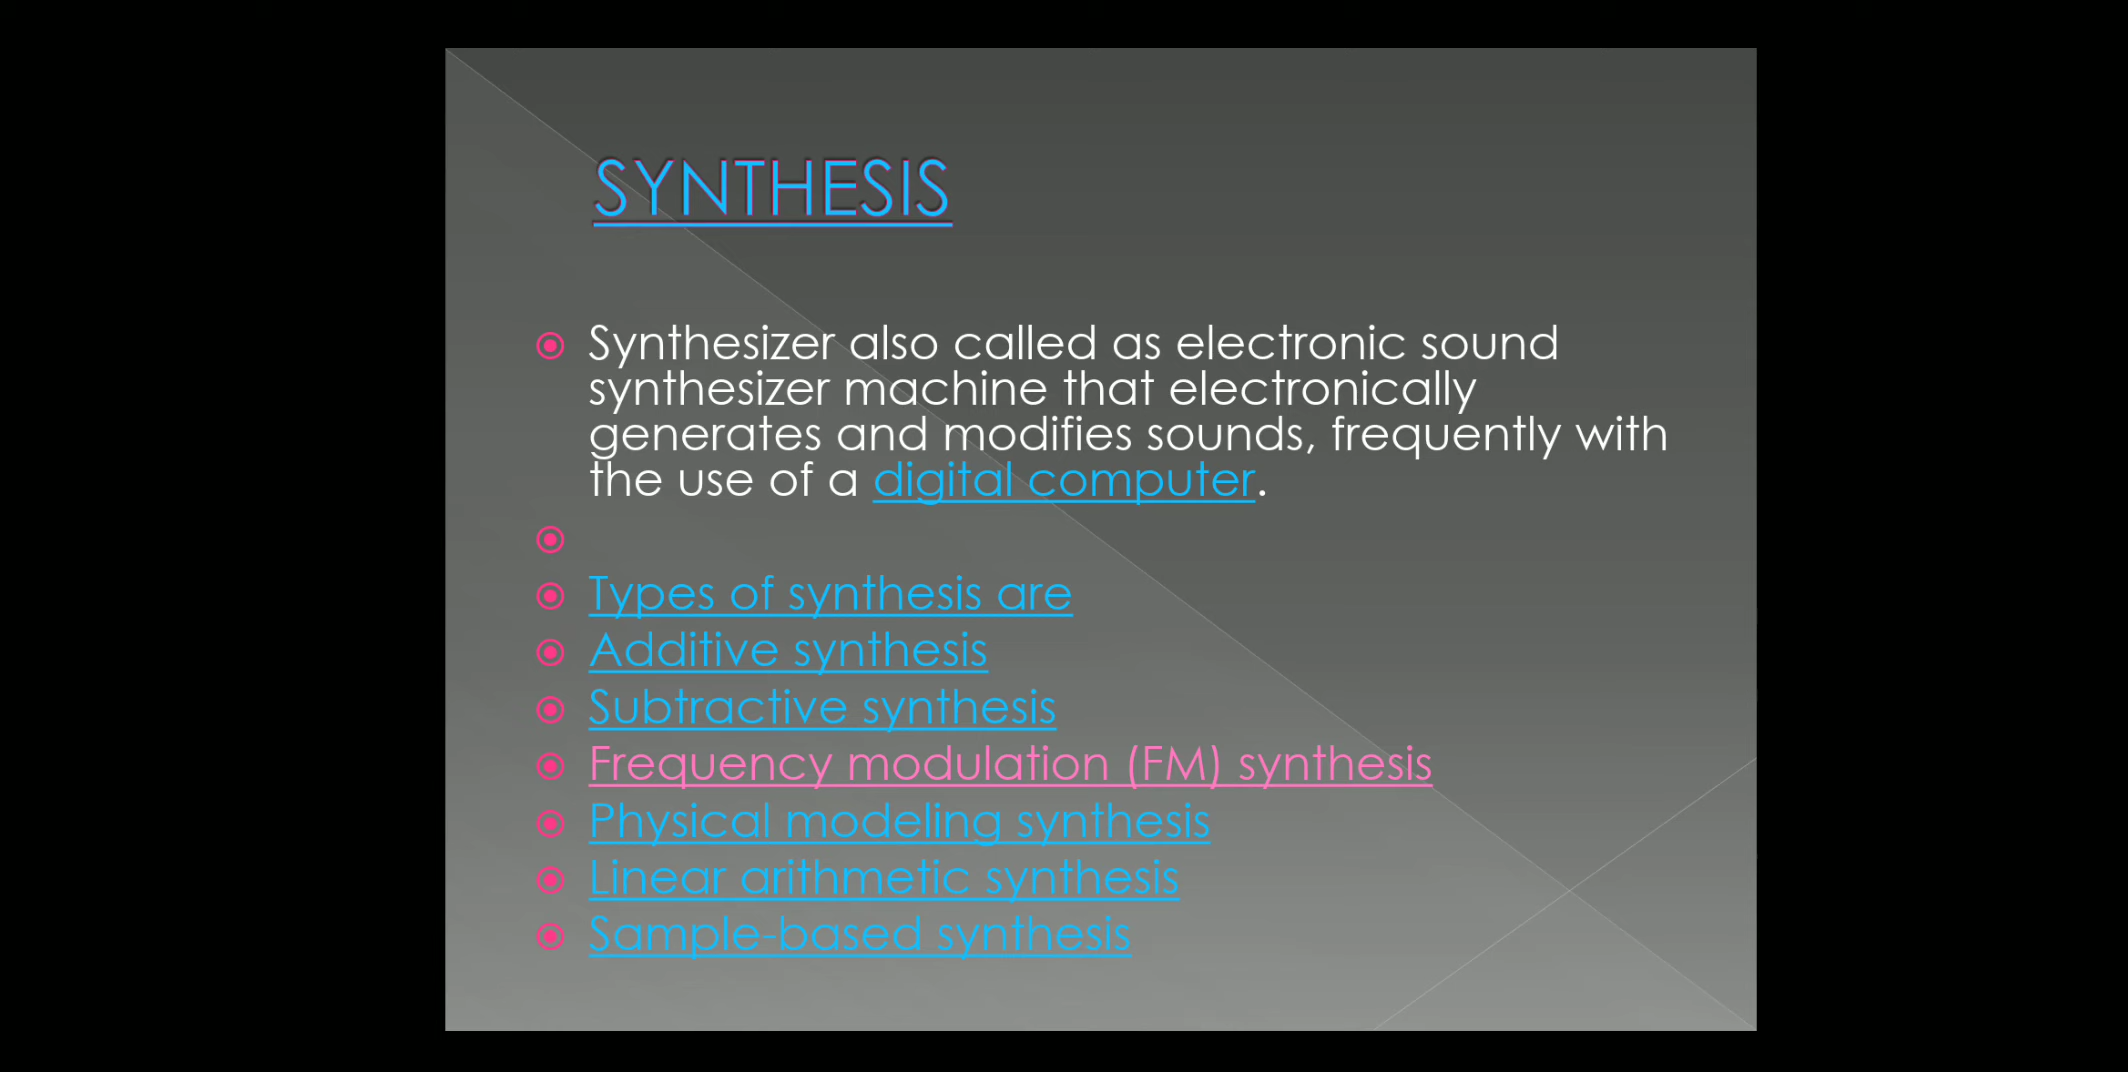 SYNTHESIS
Synthesizer also called as electronic sound
synthesizer machine that electronically
generates and modifies sounds, frequently with
the use of a digital computer.
Types of synthesis are
Additive synthesis
Subtractive synthesis
Frequency modulation (FM) synthesis
Physical modeling synthesis
Linear arithmetic synthesis
Sample-based synthesis